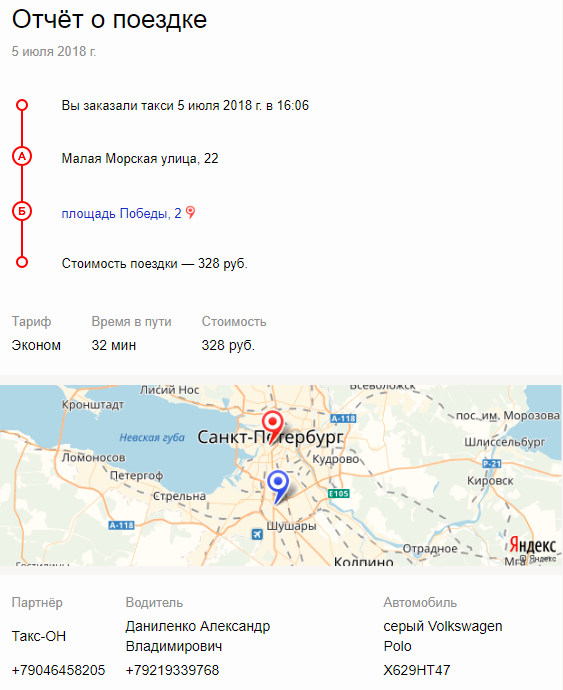 Отчёт о поездке
5 июля 2018 г.
Вы заказали такси 5 июля 2018 г. в 16:06
А
Малая Морская улица, 22
Б
площадь Победы, 2
Стоимость поездки — 328 руб.
Тариф Время в пути Стоимость
Эконом 32 мин 328 руб.
Лисий Нос
Всеволожск
Кронштадт
А-118
пос. им. Морозова
Невская губа
Санкт-Петербург
Шлиссельбург
Ломоносов
Кудрово
Р-21
Петергоф
Кировск
Стрельна
Е105
А-118
Шушары
Отрадное
Яндекс
Гостилицы
Колпино
Мга
© Яндекс
Партнёр Водитель Автомобиль
Такс-ОН
Даниленко Александр
Владимирович
серый Volkswagen
Polo
+79046458205 +79219339768 Х629НТ47